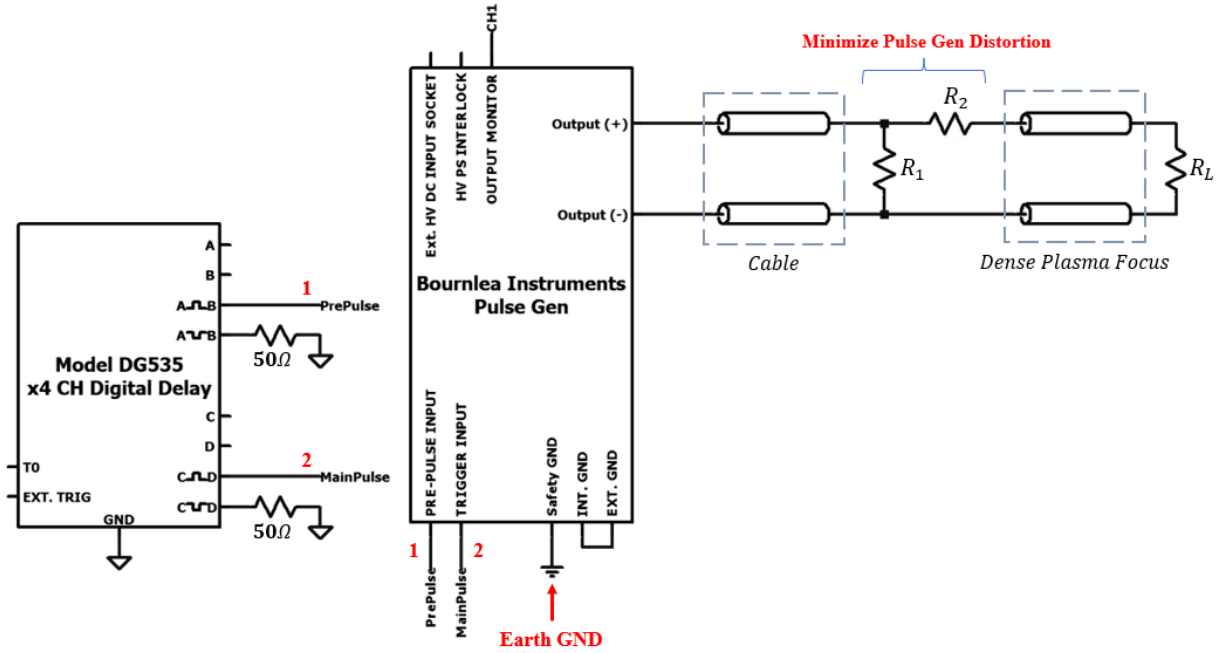 CH1
Minimize Pulse Gen Distortion
Ext. HV DC INPUT SOCKET
HV PS INTERLOCK
OUTPUT MONITOR
Output (+)
Output (-)
R2
R1
RL
Cable
Dense Plasma Focus
Bournlea Instruments
Pulse Gen
A
B
A B
1
PrePulse
A B
50Ω
Model DG535
x4 CH Digital Delay
C
D
C D
2
MainPulse
C D
50Ω
T0
EXT. TRIG
GND
PRE-PULSE INPUT
TRIGGER INPUT
Safety GND
INT. GND
EXT. GND
1
2
PrePulse
MainPulse
Earth GND